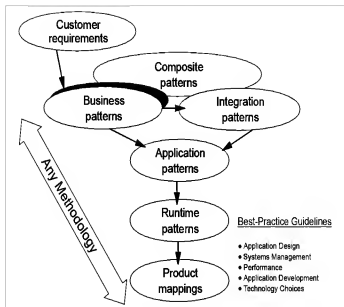 Customer
requirements
Composite
patterns
Business
patterns
Integration
patterns
Application
patterns
Any Methodology
Runtime
patterns
Best-Practice Guidelines
• Application Design
• Systems Management
• Performance
• Application Development
• Technology Choices
Product
mappings